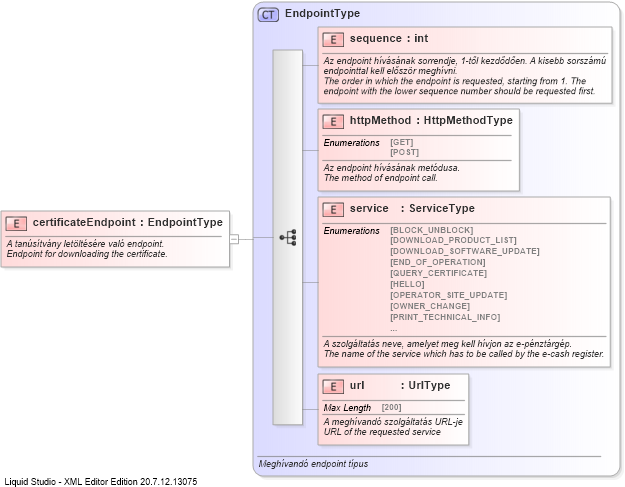 CT EndpointType
E sequence : int
Az endpoint hívásának sorrendje, 1-től kezdődően. A kisebb sorszámú
endpointtal kell először meghívni.
The order in which the endpoint is requested, starting from 1. The
endpoint with the lower sequence number should be requested first.
E httpMethod : HttpMethodType
Enumerations [GET]
[POST]
Az endpoint hívásának metódusa.
The method of endpoint call.
E certificateEndpoint : EndpointType
A tanúsítvány letöltésére való endpoint.
Endpoint for downloading the certificate.
E service : ServiceType
Enumerations [BLOCK_UNBLOCK]
[DOWNLOAD_PRODUCT_LIST]
[DOWNLOAD_SOFTWARE_UPDATE]
[END_OF_OPERATION]
[QUERY_CERTIFICATE]
[HELLO]
[OPERATOR_SITE_UPDATE]
[OWNER_CHANGE]
[PRINT_TECHNICAL_INFO]
...
A szolgáltatás neve, amelyet meg kell hívjon az e-pénztárgép.
The name of the service which has to be called by the e-cash register.
E url : UrlType
Max Length [200]
A meghívandó szolgáltatás URL-je
URL of the requested service
Meghívandó endpoint típus
Liquid Studio - XML Editor Edition 20.7.12.13075